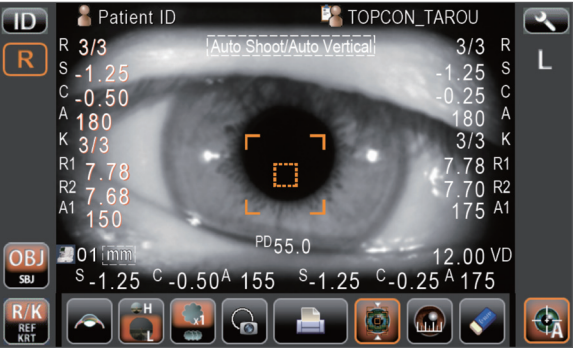 ID Patient ID TOPCON_TAROU
R R 3/3 Auto Shoot/Auto Vertical 3/3 R L
S -1.25 -1.25 S
C -0.50 -0.25 C
A 180 180 A
K 3/3 3/3 K
R1 7.78 7.78 R1
R2 7.68 7.70 R2
A1 150 175 A1
01 mm PD 55.0 12.00 VD
OBJ
SBJ
S -1.25 C -0.50 A 155 S -1.25 C -0.25 A 175
R/K
REF
KRT
H
L
x1
A